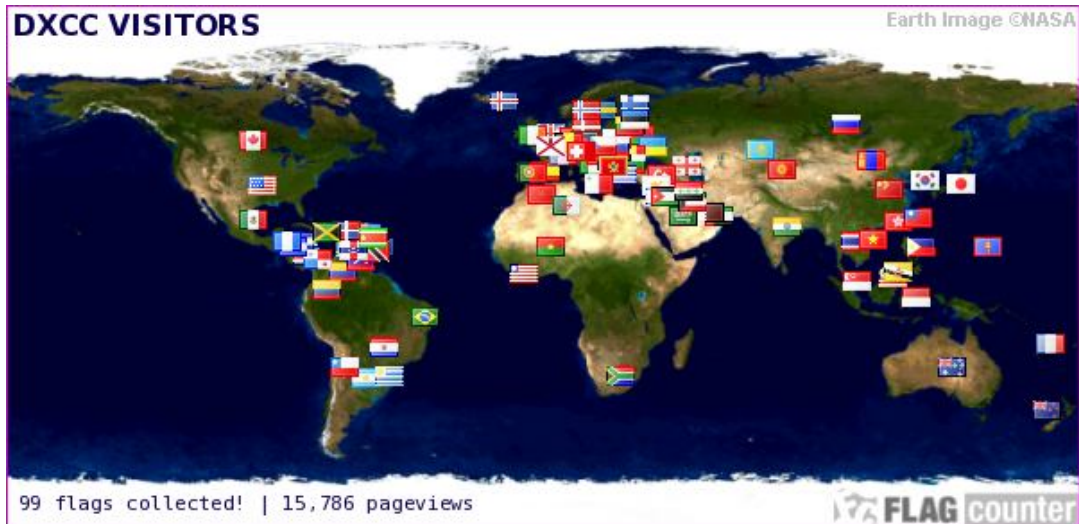 DXCC VISITORS
Earth Image ©NASA
99 flags collected! | 15,786 pageviews
FLAG counter